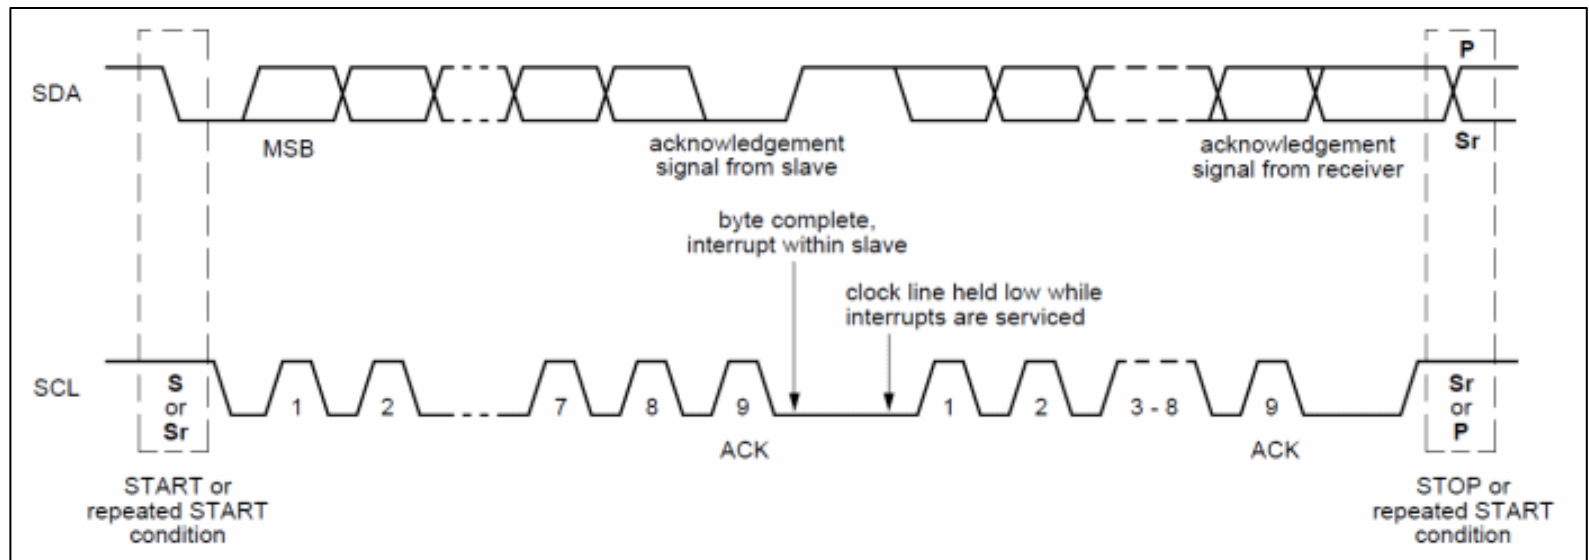 P
SDA
MSB
acknowledgement
signal from slave
acknowledgement
signal from receiver
Sr
byte complete,
interrupt within slave
clock line held low while
interrupts are serviced
SCL
S
or
Sr
1
2
7
8
9
1
2
3 - 8
9
Sr
or
P
ACK
ACK
START or
repeated START
condition
STOP or
repeated START
condition